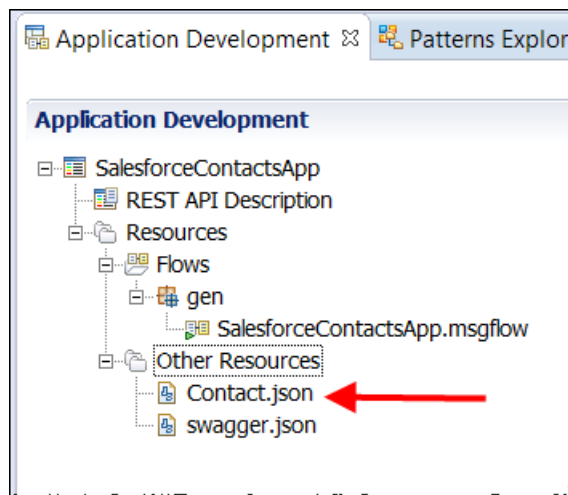 Application Development Patterns Explor
Application Development
SalesforceContactsApp
REST API Description
Resources
Flows
gen
SalesforceContactsApp.msgflow
Other Resources
Contact.json
swagger.json